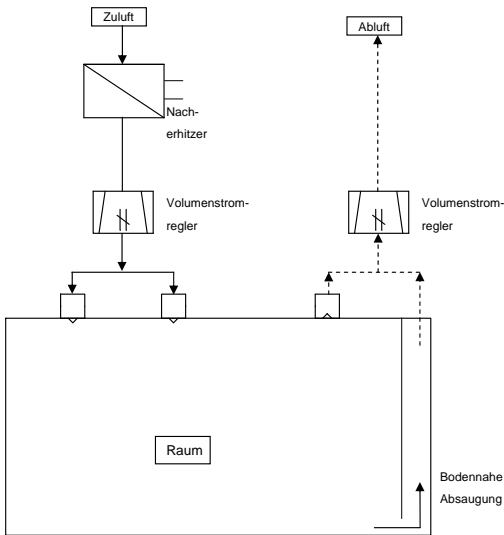 Zuluft
Abluft
Nach-
erhitzer
Volumenstrom-
regler
Volumenstrom-
regler
Raum
Bodennahe
Absaugung